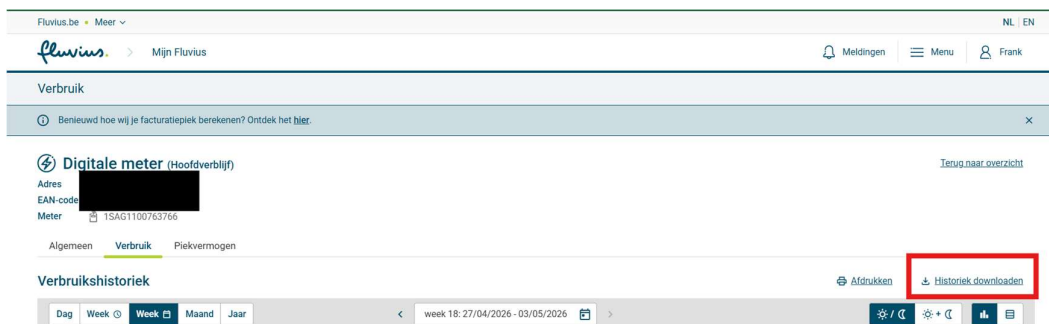 Fluvius.be • Meer
NL | EN
fluvius. > Mijn Fluvius
Meldingen
Menu
Frank
Verbruik
Benieuwd hoe wij je facturatiepiek berekenen? Ontdek het hier.
Digitale meter (Hoofdverblijf)
Terug naar overzicht
Adres
EAN-code
Meter 1SAG1100763766
Algemeen Verbruik Piekvermogen
Verbruikshistoriek
Afdrukken
Historiek downloaden
Dag Week Week Maand Jaar
< week 18: 27/04/2026 - 03/05/2026 >
/ +